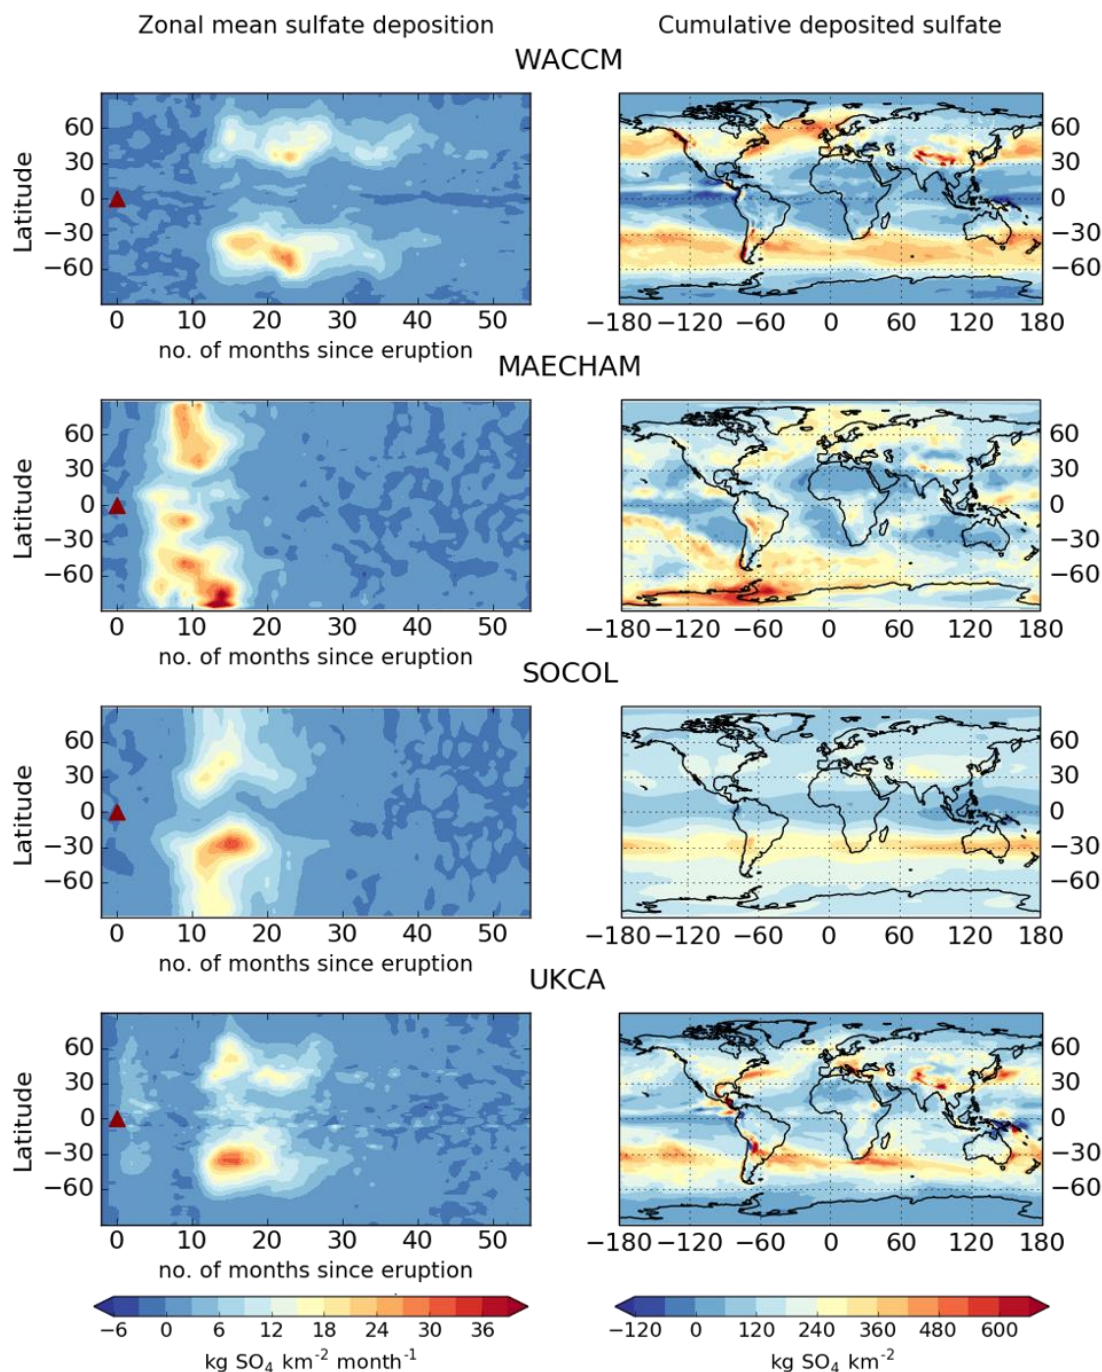 Zonal mean sulfate deposition
Cumulative deposited sulfate
WACCM
Latitude
60
30
0
−30
−60
0 10 20 30 40 50
no. of months since eruption
60
30
0
−30
−60
−180 −120 −60 0 60 120 180
MAECHAM
Latitude
60
30
0
−30
−60
0 10 20 30 40 50
no. of months since eruption
60
30
0
−30
−60
−180 −120 −60 0 60 120 180
SOCOL
Latitude
60
30
0
−30
−60
0 10 20 30 40 50
no. of months since eruption
60
30
0
−30
−60
−180 −120 −60 0 60 120 180
UKCA
Latitude
60
30
0
−30
−60
0 10 20 30 40 50
no. of months since eruption
60
30
0
−30
−60
−180 −120 −60 0 60 120 180
−6 0 6 12 18 24 30 36
kg SO₄ km⁻² month⁻¹
−120 0 120 240 360 480 600
kg SO₄ km⁻²